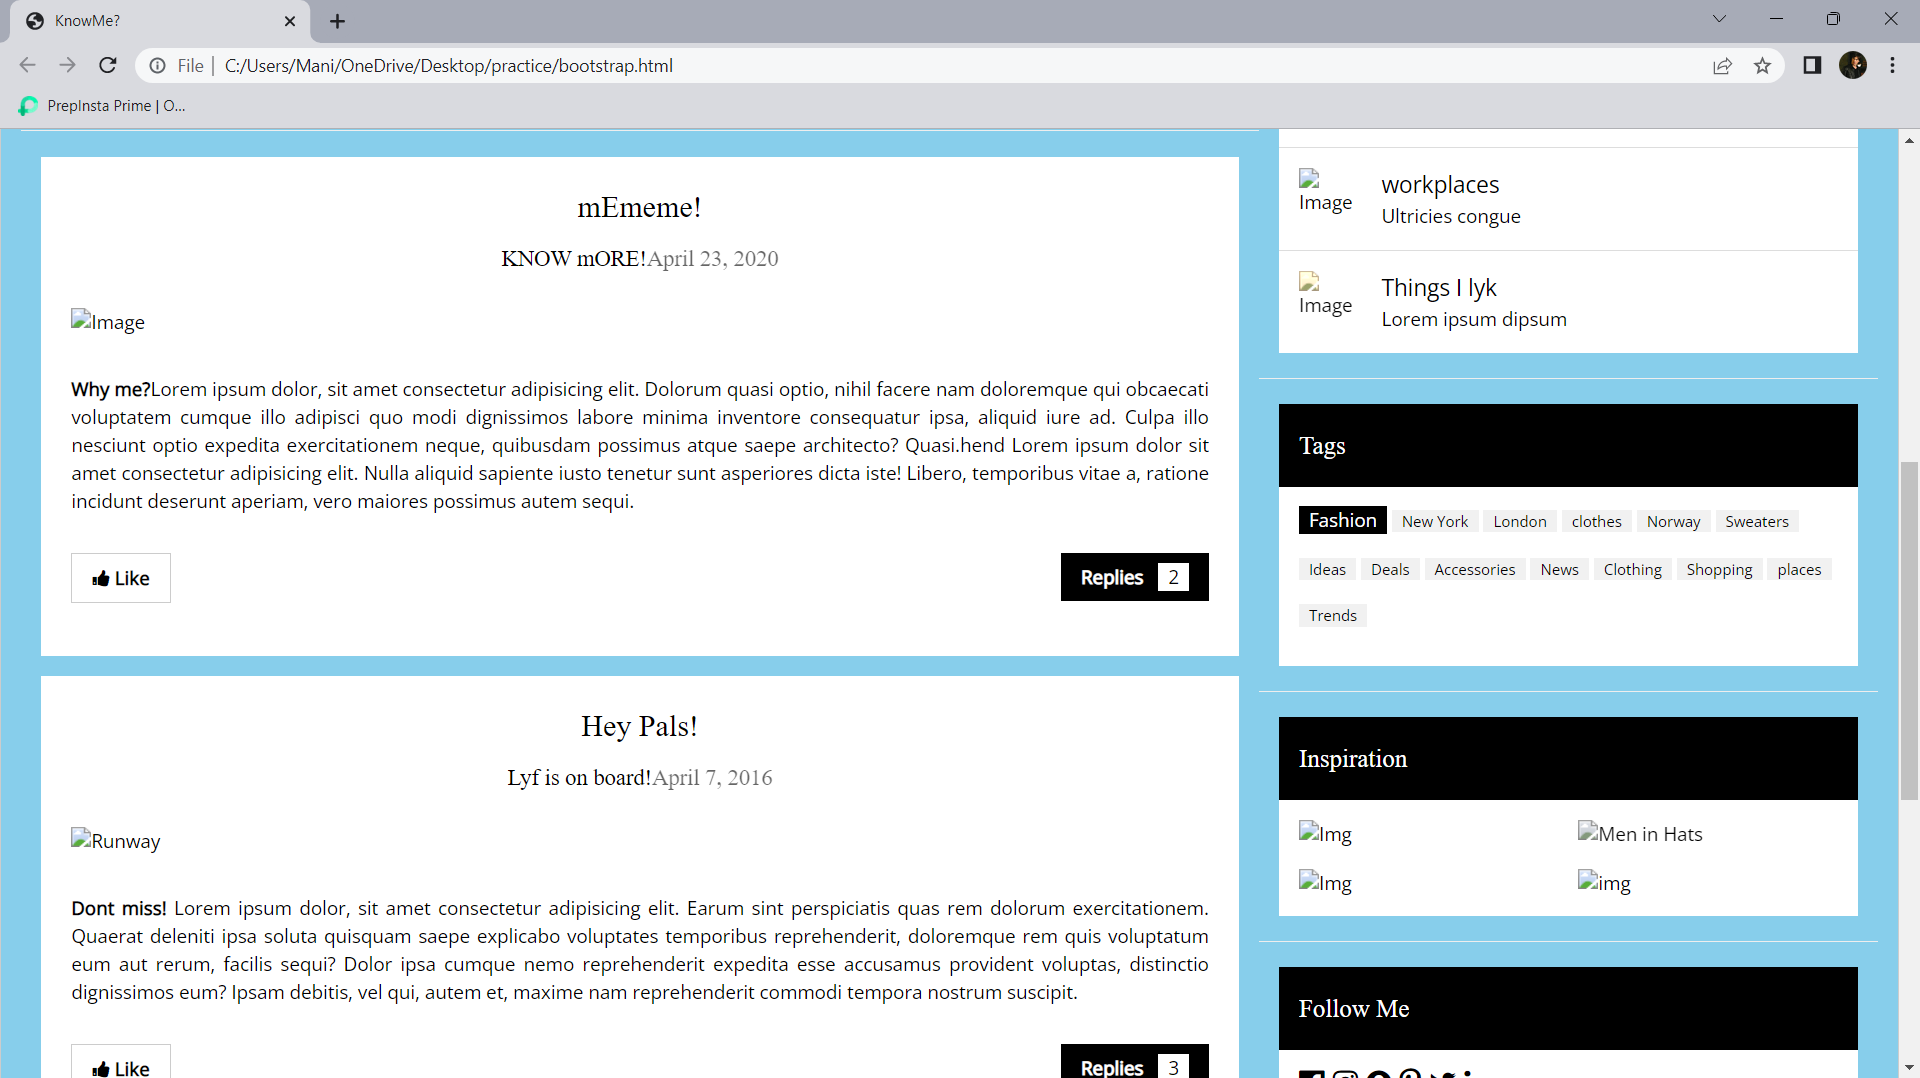 KnowMe?
File | C:/Users/Mani/OneDrive/Desktop/practice/bootstrap.html
PrepInsta Prime | O...
mEmeme!
KNOW mORE!April 23, 2020
Image
Why me?Lorem ipsum dolor, sit amet consectetur adipisicing elit. Dolorum quasi optio, nihil facere nam doloremque qui obcaecati
voluptatem cumque illo adipisci quo modi dignissimos labore minima inventore consequatur ipsa, aliquid iure ad. Culpa illo
nesciunt optio expedita exercitationem neque, quibusdam possimus atque saepe architecto? Quasi.hend Lorem ipsum dolor sit
amet consectetur adipisicing elit. Nulla aliquid sapiente iusto tenetur sunt asperiores dicta iste! Libero, temporibus vitae a, ratione
incidunt deserunt aperiam, vero maiores possimus autem sequi.
Like
Replies 2
Hey Pals!
Lyf is on board!April 7, 2016
Runway
Dont miss! Lorem ipsum dolor, sit amet consectetur adipisicing elit. Earum sint perspiciatis quas rem dolorum exercitationem.
Quaerat deleniti ipsa soluta quisquam saepe explicabo voluptates temporibus reprehenderit, doloremque rem quis voluptatum
eum aut rerum, facilis sequi? Dolor ipsa cumque nemo reprehenderit expedita esse accusamus provident voluptas, distinctio
dignissimos eum? Ipsam debitis, vel qui, autem et, maxime nam reprehenderit commodi tempora nostrum suscipit.
Like
Replies 3
Image
workplaces
Ultricies congue
Image
Things I lyk
Lorem ipsum dipsum
Tags
Fashion New York London clothes Norway Sweaters
Ideas Deals Accessories News Clothing Shopping places
Trends
Inspiration
Img Men in Hats
Img img
Follow Me